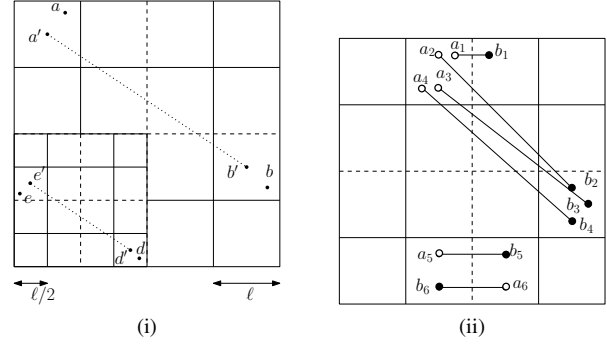 a
a′
b′
b
e′
e
d
d′
ℓ/2
ℓ
(i)
a₂ a₁ b₁
a₄ a₃
b₂
b₃
b₄
a₅ b₅
b₆ a₆
(ii)